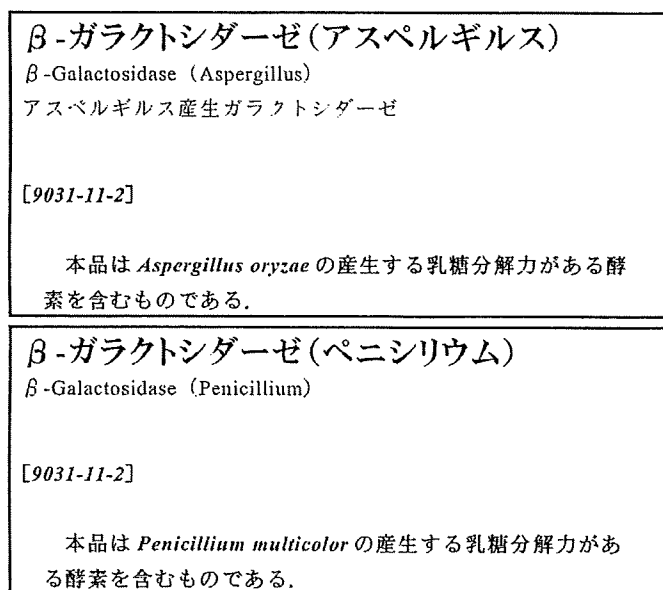 β-ガラクトシダーゼ(アスペルギルス)
β-Galactosidase (Aspergillus)
アスペルギルス産生ガラクトシダーゼ
[9031-11-2]
本品は Aspergillus oryzae の産生する乳糖分解力がある酵
素を含むものである.
β-ガラクトシダーゼ(ペニシリウム)
β-Galactosidase (Penicillium)
[9031-11-2]
本品は Penicillium multicolor の産生する乳糖分解力があ
る酵素を含むものである.